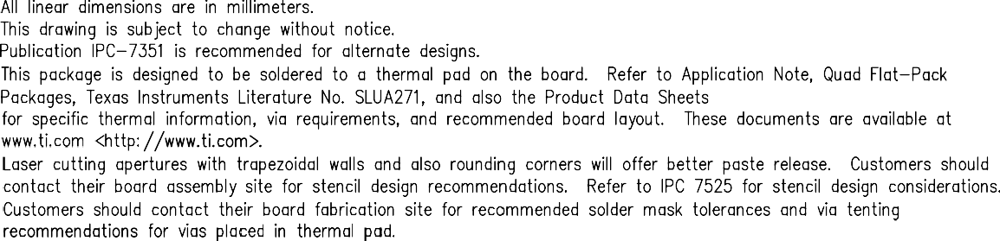 All linear dimensions are in millimeters.
This drawing is subject to change without notice.
Publication IPC-7351 is recommended for alternate designs.
This package is designed to be soldered to a thermal pad on the board. Refer to Application Note, Quad Flat-Pack
Packages, Texas Instruments Literature No. SLUA271, and also the Product Data Sheets
for specific thermal information, via requirements, and recommended board layout. These documents are available at
www.ti.com <http://www.ti.com>.
Laser cutting apertures with trapezoidal walls and also rounding corners will offer better paste release. Customers should
contact their board assembly site for stencil design recommendations. Refer to IPC 7525 for stencil design considerations.
Customers should contact their board fabrication site for recommended solder mask tolerances and via tenting
recommendations for vias placed in thermal pad.